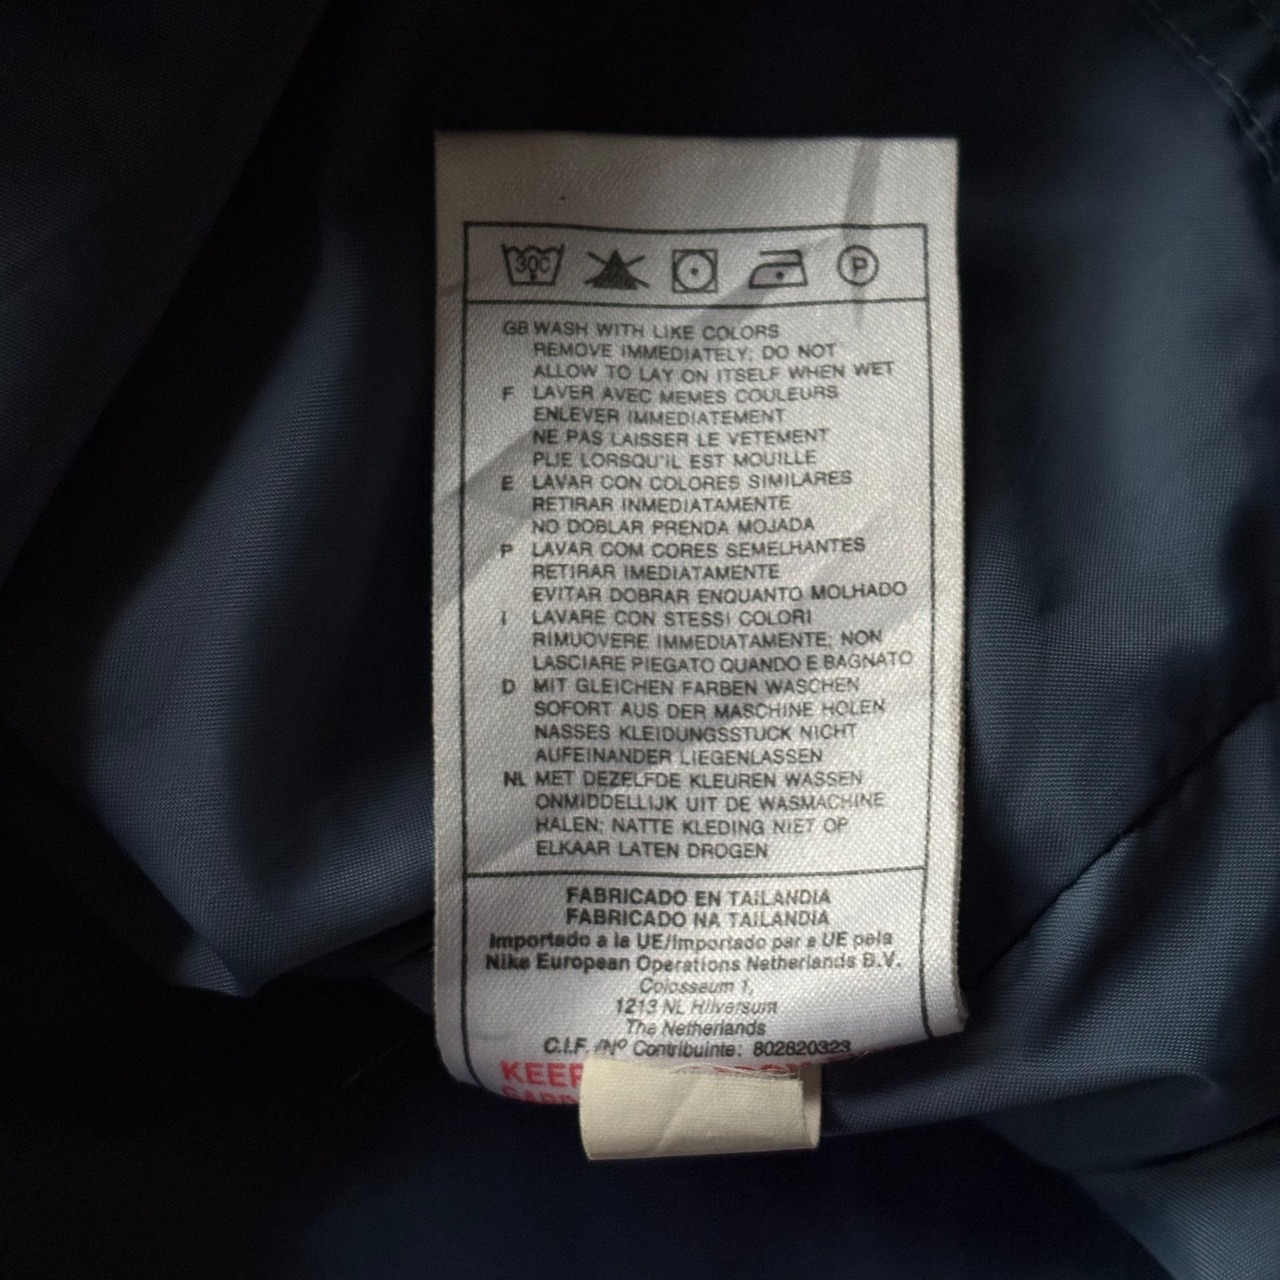 30C P
GB WASH WITH LIKE COLORS
REMOVE IMMEDIATELY; DO NOT
ALLOW TO LAY ON ITSELF WHEN WET
F LAVER AVEC MEMES COULEURS
ENLEVER IMMEDIATEMENT
NE PAS LAISSER LE VETEMENT
PLIE LORSQU'IL EST MOUILLE
E LAVAR CON COLORES SIMILARES
RETIRAR INMEDIATAMENTE
NO DOBLAR PRENDA MOJADA
P LAVAR COM CORES SEMELHANTES
RETIRAR IMEDIATAMENTE
EVITAR DOBRAR ENQUANTO MOLHADO
I LAVARE CON STESSI COLORI
RIMUOVERE IMMEDIATAMENTE; NON
LASCIARE PIEGATO QUANDO E BAGNATO
D MIT GLEICHEN FARBEN WASCHEN
SOFORT AUS DER MASCHINE HOLEN
NASSES KLEIDUNGSSTUCK NICHT
AUFEINANDER LIEGENLASSEN
NL MET DEZELFDE KLEUREN WASSEN
ONMIDDELLIJK UIT DE WASMACHINE
HALEN; NATTE KLEDING NIET OP
ELKAAR LATEN DROGEN
FABRICADO EN TAILANDIA
FABRICADO NA TAILANDIA
Importado a la UE/Importado par a UE pela
Nike European Operations Netherlands B.V.
Colosseum 1,
1213 NL Hilversum
The Netherlands
C.I.F. /Nº Contribuinte: 802820323
KEEP